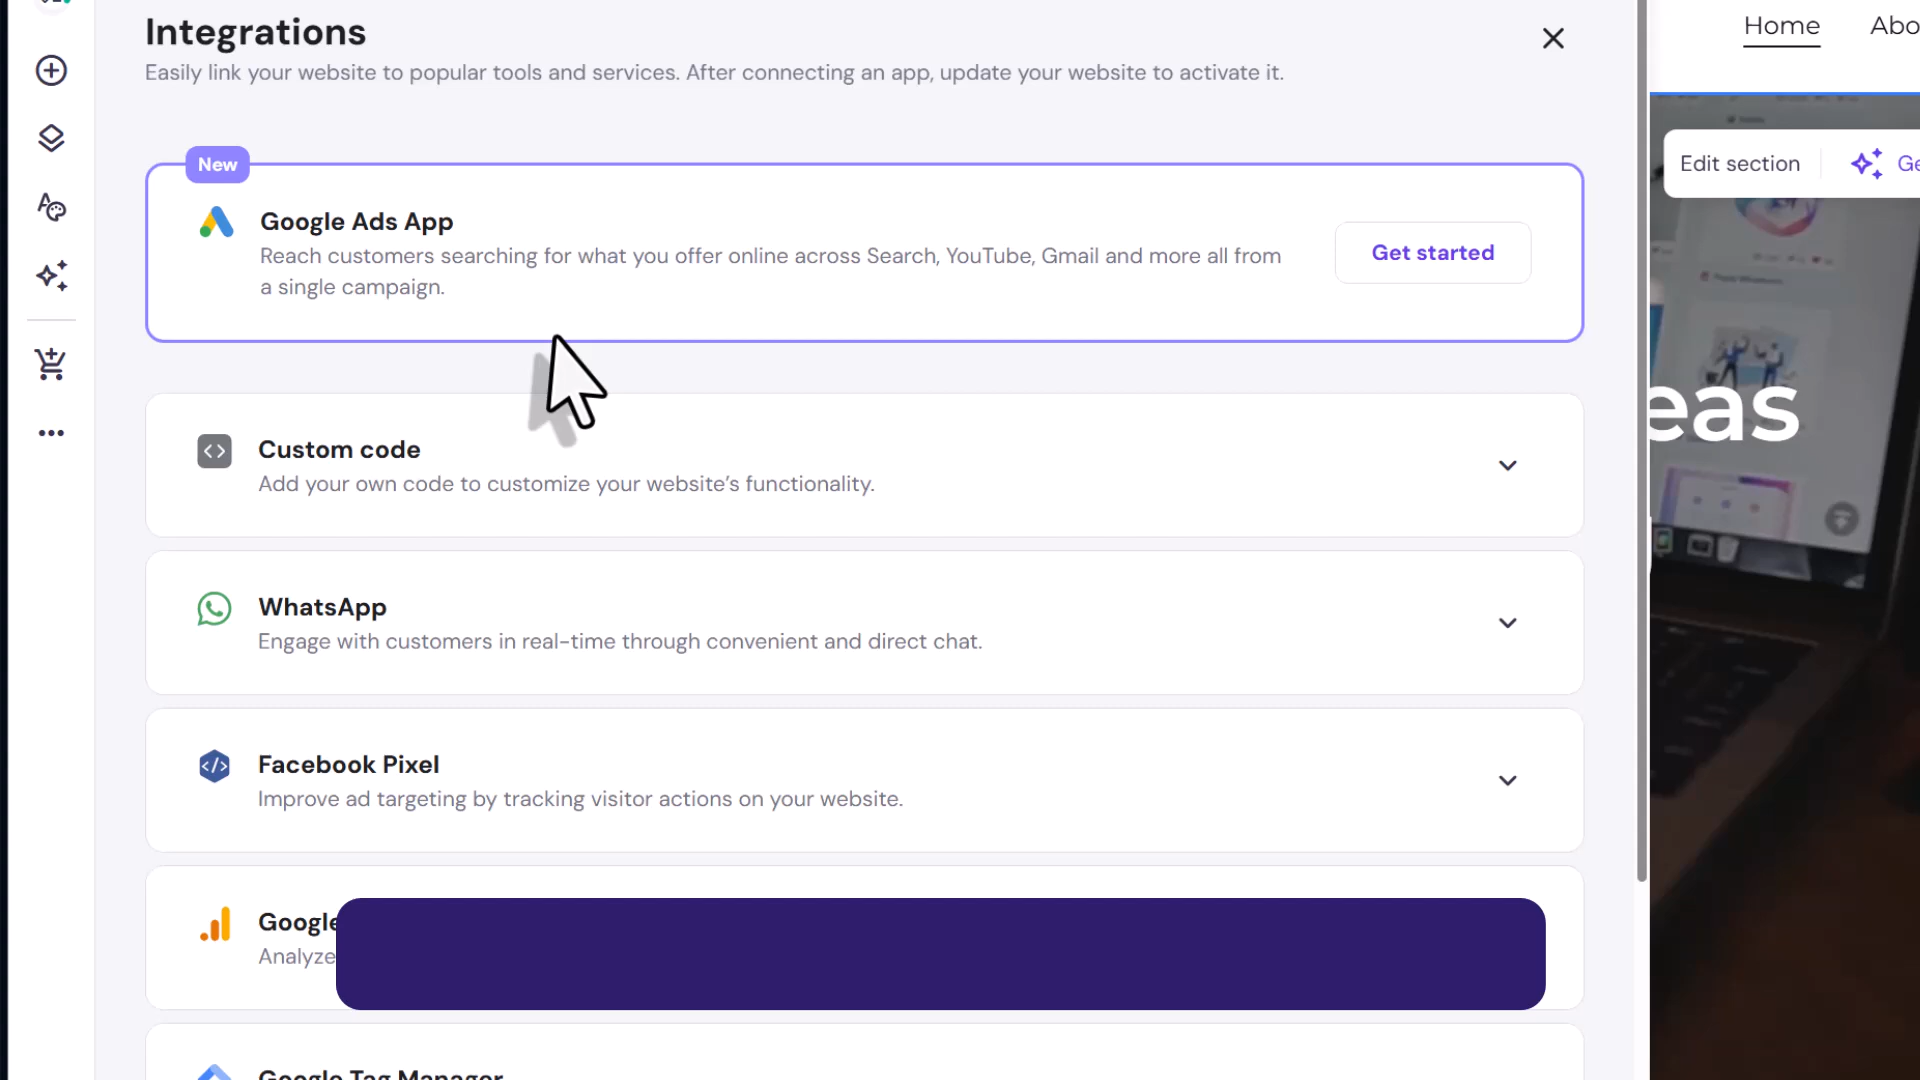 Integrations
Easily link your website to popular tools and services. After connecting an app, update your website to activate it.
New
Google Ads App
Reach customers searching for what you offer online across Search, YouTube, Gmail and more all from
a single campaign.
Get started
Custom code
Add your own code to customize your website’s functionality.
WhatsApp
Engage with customers in real-time through convenient and direct chat.
Facebook Pixel
Improve ad targeting by tracking visitor actions on your website.
Google
Analyze
Google Tag Manager
Home Abo
Edit section Ge
eas